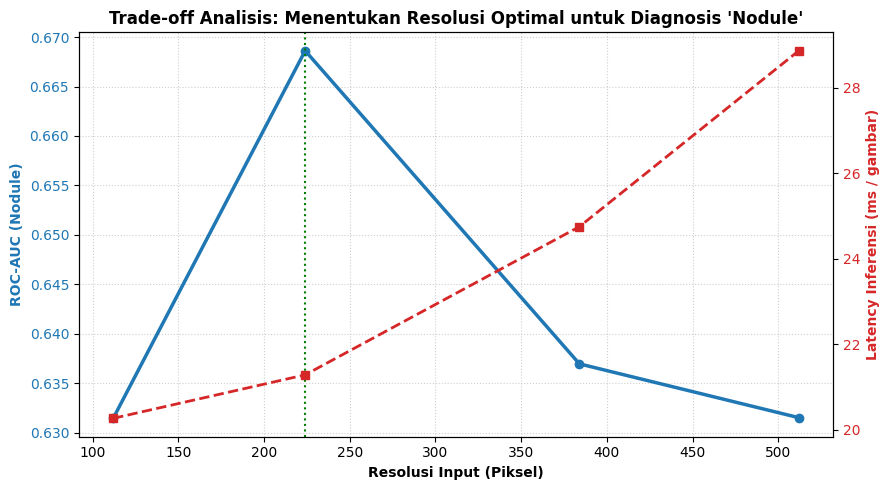 Trade-off Analisis: Menentukan Resolusi Optimal untuk Diagnosis 'Nodule'
ROC-AUC (Nodule)
0.670
0.665
0.660
0.655
0.650
0.645
0.640
0.635
0.630
28
26
24
22
20
Latency Inferensi (ms / gambar)
100 150 200 250 300 350 400 450 500
Resolusi Input (Piksel)